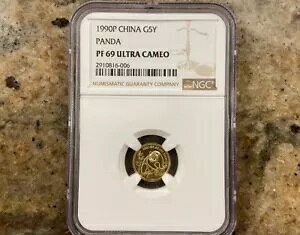 1990P CHINA G5Y
PANDA
PF 69 ULTRA CAMEO
2910816-006
NUMISMATIC GUARANTY COMPANY
NGC